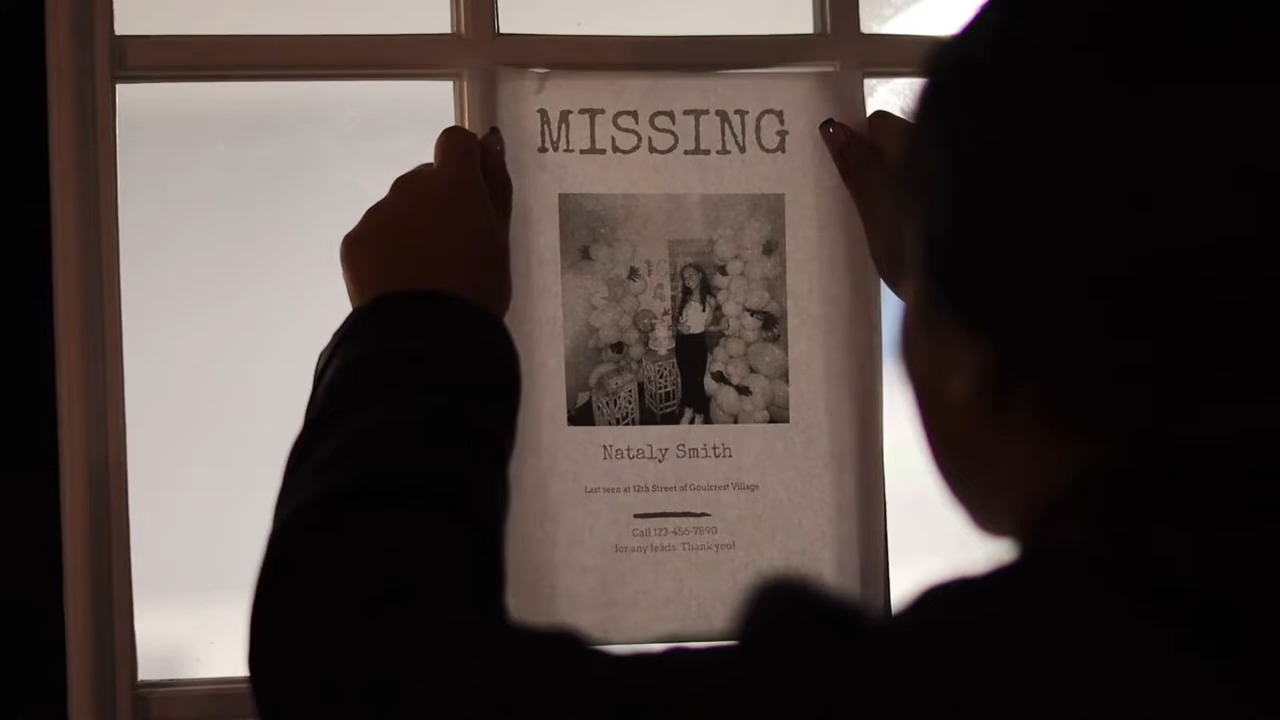 MISSING
Nataly Smith
Last seen at 12th Street of Goulcrest Village
Call 123-456-7890
for any leads. Thank you!